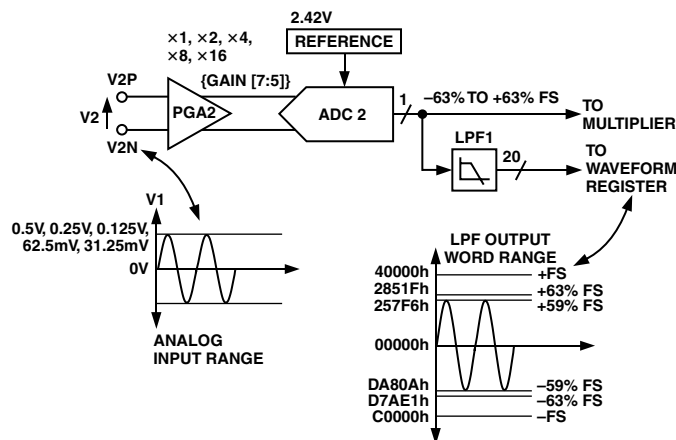 2.42V
REFERENCE
×1, ×2, ×4,
×8, ×16
{GAIN [7:5]}
V2P
V2
V2N
PGA2
ADC 2
1
–63% TO +63% FS
TO
MULTIPLIER
LPF1
20
TO
WAVEFORM
REGISTER
V1
0.5V, 0.25V, 0.125V,
62.5mV, 31.25mV
0V
ANALOG
INPUT RANGE
LPF OUTPUT
WORD RANGE
40000h
+FS
2851Fh
+63% FS
257F6h
+59% FS
00000h
DA80Ah
–59% FS
D7AE1h
–63% FS
C0000h
–FS